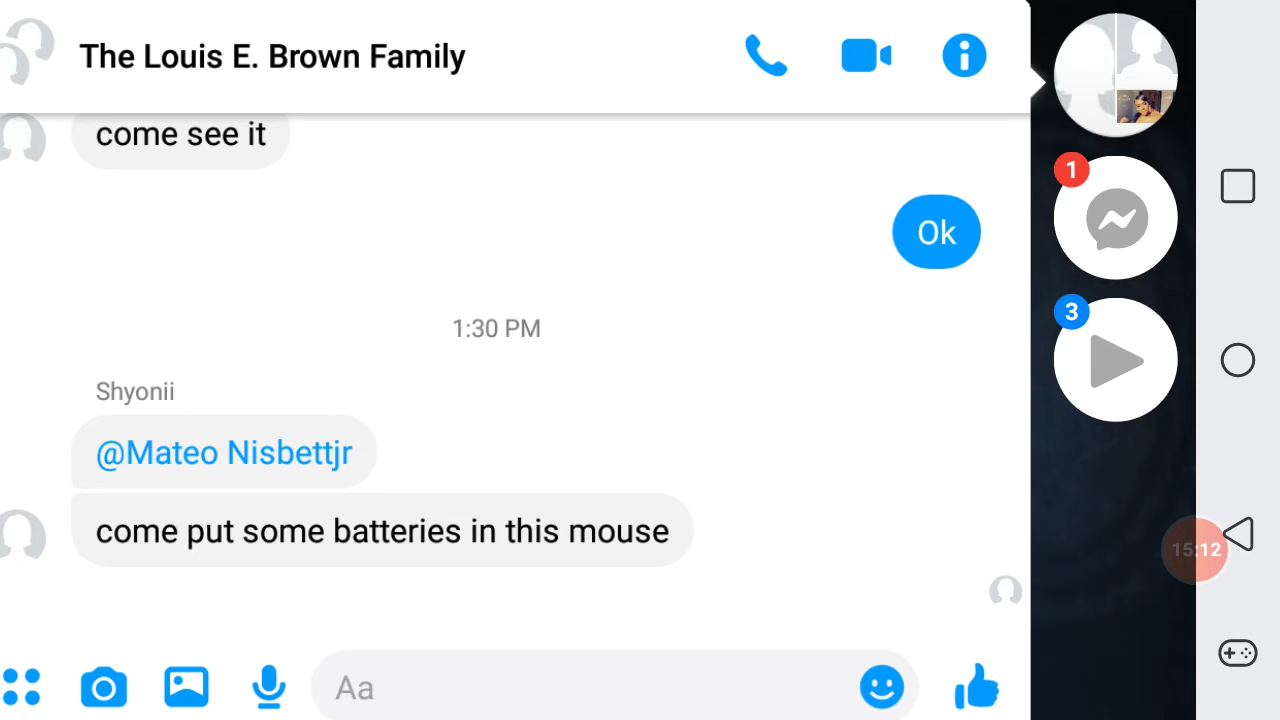 The Louis E. Brown Family
come see it
1
Ok
3
1:30 PM
Shyonii
@Mateo Nisbettjr
come put some batteries in this mouse
15:12
Aa